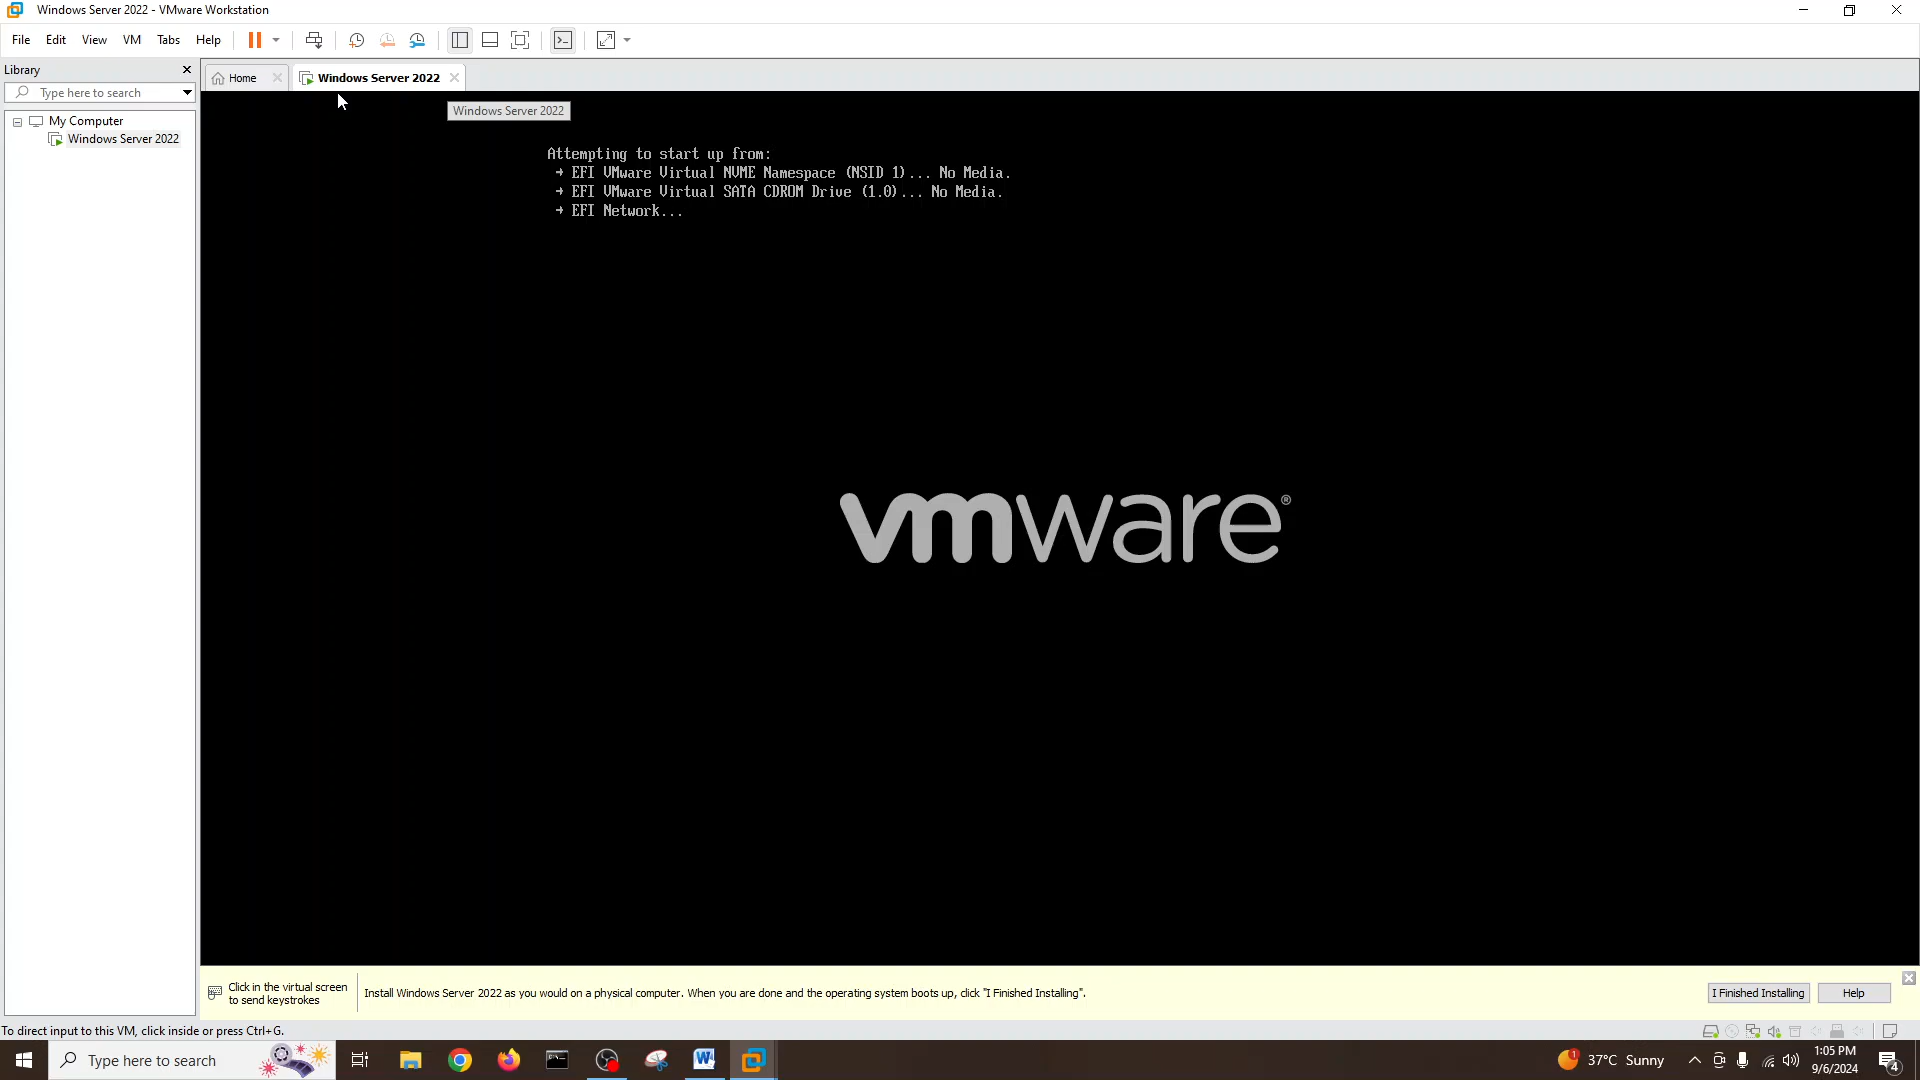 Windows Server 2022 - VMware Workstation
File Edit View VM Tabs Help
Library
Home
Windows Server 2022
Type here to search
Windows Server 2022
My Computer
Windows Server 2022
Attempting to start up from:
→ EFI VMware Virtual NVME Namespace (NSID 1)... No Media.
→ EFI VMware Virtual SATA CDROM Drive (1.0)... No Media.
→ EFI Network...
vmware®
Click in the virtual screen
to send keystrokes
Install Windows Server 2022 as you would on a physical computer. When you are done and the operating system boots up, click "I Finished Installing".
I Finished Installing
Help
To direct input to this VM, click inside or press Ctrl+G.
Type here to search
1
37°C Sunny
1:05 PM
9/6/2024
4